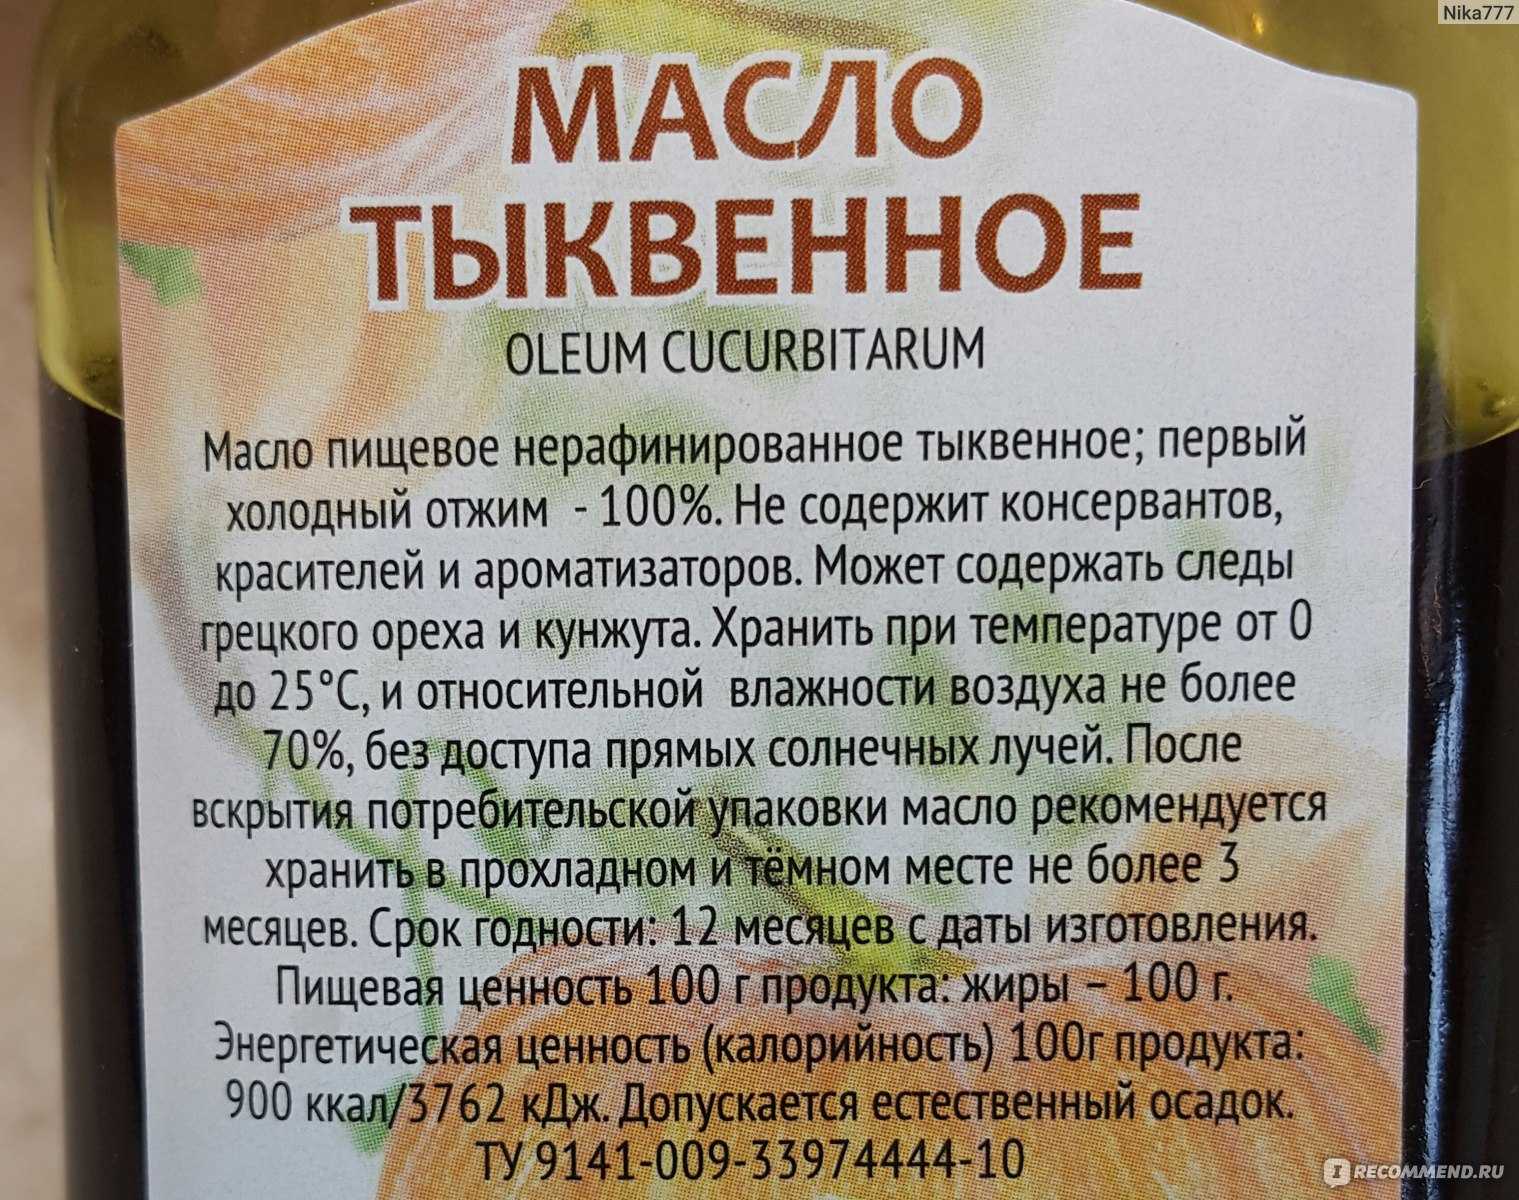 Nika777
МАСЛО
ТЫКВЕННОЕ
OLEUM CUCURBITARUM
Масло пищевое нерафинированное тыквенное; первый
холодный отжим - 100%. Не содержит консервантов,
красителей и ароматизаторов. Может содержать следы
грецкого ореха и кунжута. Хранить при температуре от 0
до 25°С, и относительной влажности воздуха не более
70%, без доступа прямых солнечных лучей. После
вскрытия потребительской упаковки масло рекомендуется
хранить в прохладном и тёмном месте не более 3
месяцев. Срок годности: 12 месяцев с даты изготовления.
Пищевая ценность 100 г продукта: жиры – 100 г.
Энергетическая ценность (калорийность) 100г продукта:
900 ккал/3762 кДж. Допускается естественный осадок.
ТУ 9141-009-33974444-10
IRECOMMEND.RU